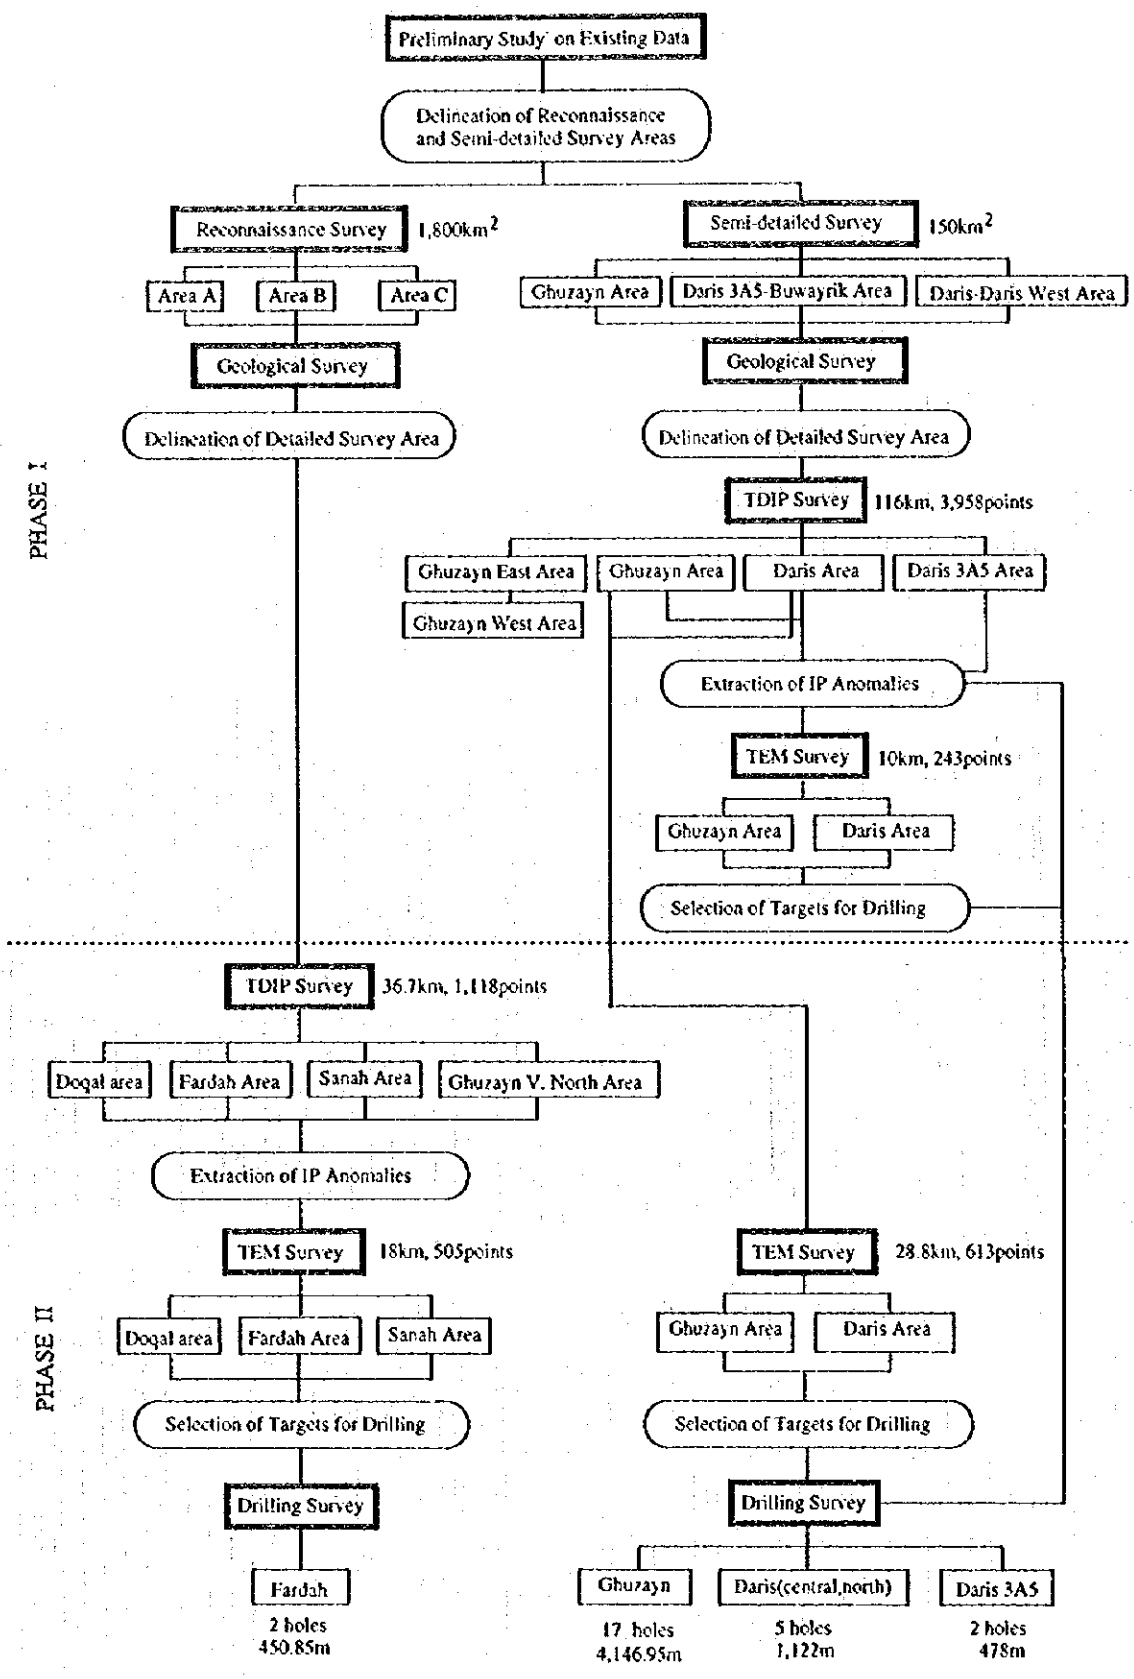 Preliminary Study on Existing Data
Delineation of Reconnaissance
and Semi-detailed Survey Areas
Reconnaissance Survey 1,800km²
Semi-detailed Survey 150km²
Area A
Area B
Area C
Ghuzayn Area
Daris 3A5-Buwayrik Area
Daris-Daris West Area
Geological Survey
Geological Survey
Delineation of Detailed Survey Area
Delineation of Detailed Survey Area
PHASE I
TDIP Survey 116km, 3,958points
Ghuzayn East Area
Ghuzayn Area
Daris Area
Daris 3A5 Area
Ghuzayn West Area
Extraction of IP Anomalies
TEM Survey 10km, 243points
Ghuzayn Area
Daris Area
Selection of Targets for Drilling
TDIP Survey 36.7km, 1,118points
Doqal area
Fardah Area
Sanah Area
Ghuzayn V. North Area
Extraction of IP Anomalies
TEM Survey 18km, 505points
TEM Survey 28.8km, 613points
PHASE II
Doqal area
Fardah Area
Sanah Area
Ghuzayn Area
Daris Area
Selection of Targets for Drilling
Selection of Targets for Drilling
Drilling Survey
Drilling Survey
Fardah
2 holes
450.85m
Ghuzayn
17 holes
4,146.95m
Daris(central,north)
5 holes
1,122m
Daris 3A5
2 holes
478m